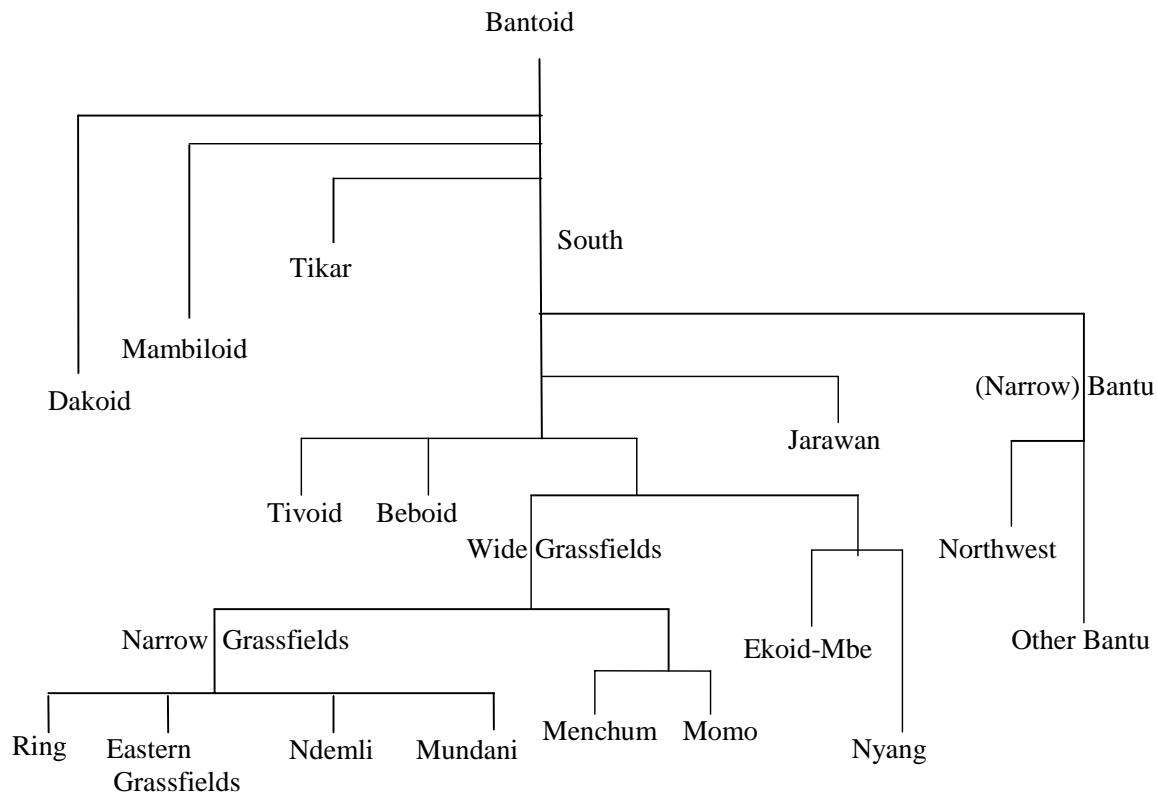 Bantoid
South
Tikar
Mambiloid
Dakoid
(Narrow) Bantu
Jarawan
Tivoid
Beboid
Wide Grassfields
Northwest
Narrow Grassfields
Ekoid-Mbe
Other Bantu
Ring
Eastern
Grassfields
Ndemli
Mundani
Menchum
Momo
Nyang